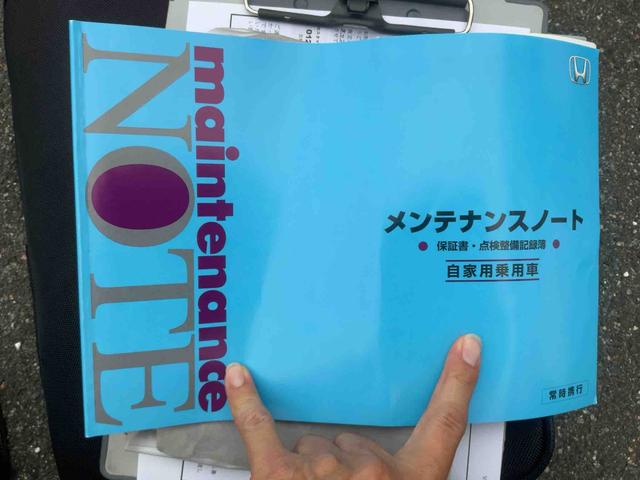 maintenance
NOTE
メンテナンスノート
●保証書・点検整備記録簿●
自家用乗用車
常時携行